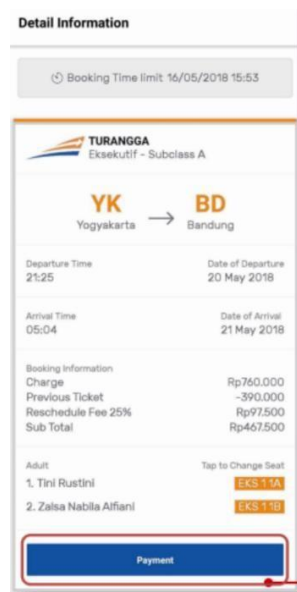 Detail Information
Booking Time limit 16/05/2018 15:53
TURANGGA
Eksekutif - Subclass A
YK → BD
Yogyakarta Bandung
Departure Time Date of Departure
21:25 20 May 2018
Arrival Time Date of Arrival
05:04 21 May 2018
Booking Information
Charge Rp760.000
Previous Ticket -390.000
Reschedule Fee 25% Rp97.500
Sub Total Rp467.500
Adult Tap to Change Seat
1. Tini Rustini EKS 1 11A
2. Zalsa Nabila Alfiani EKS 1 11B
Payment